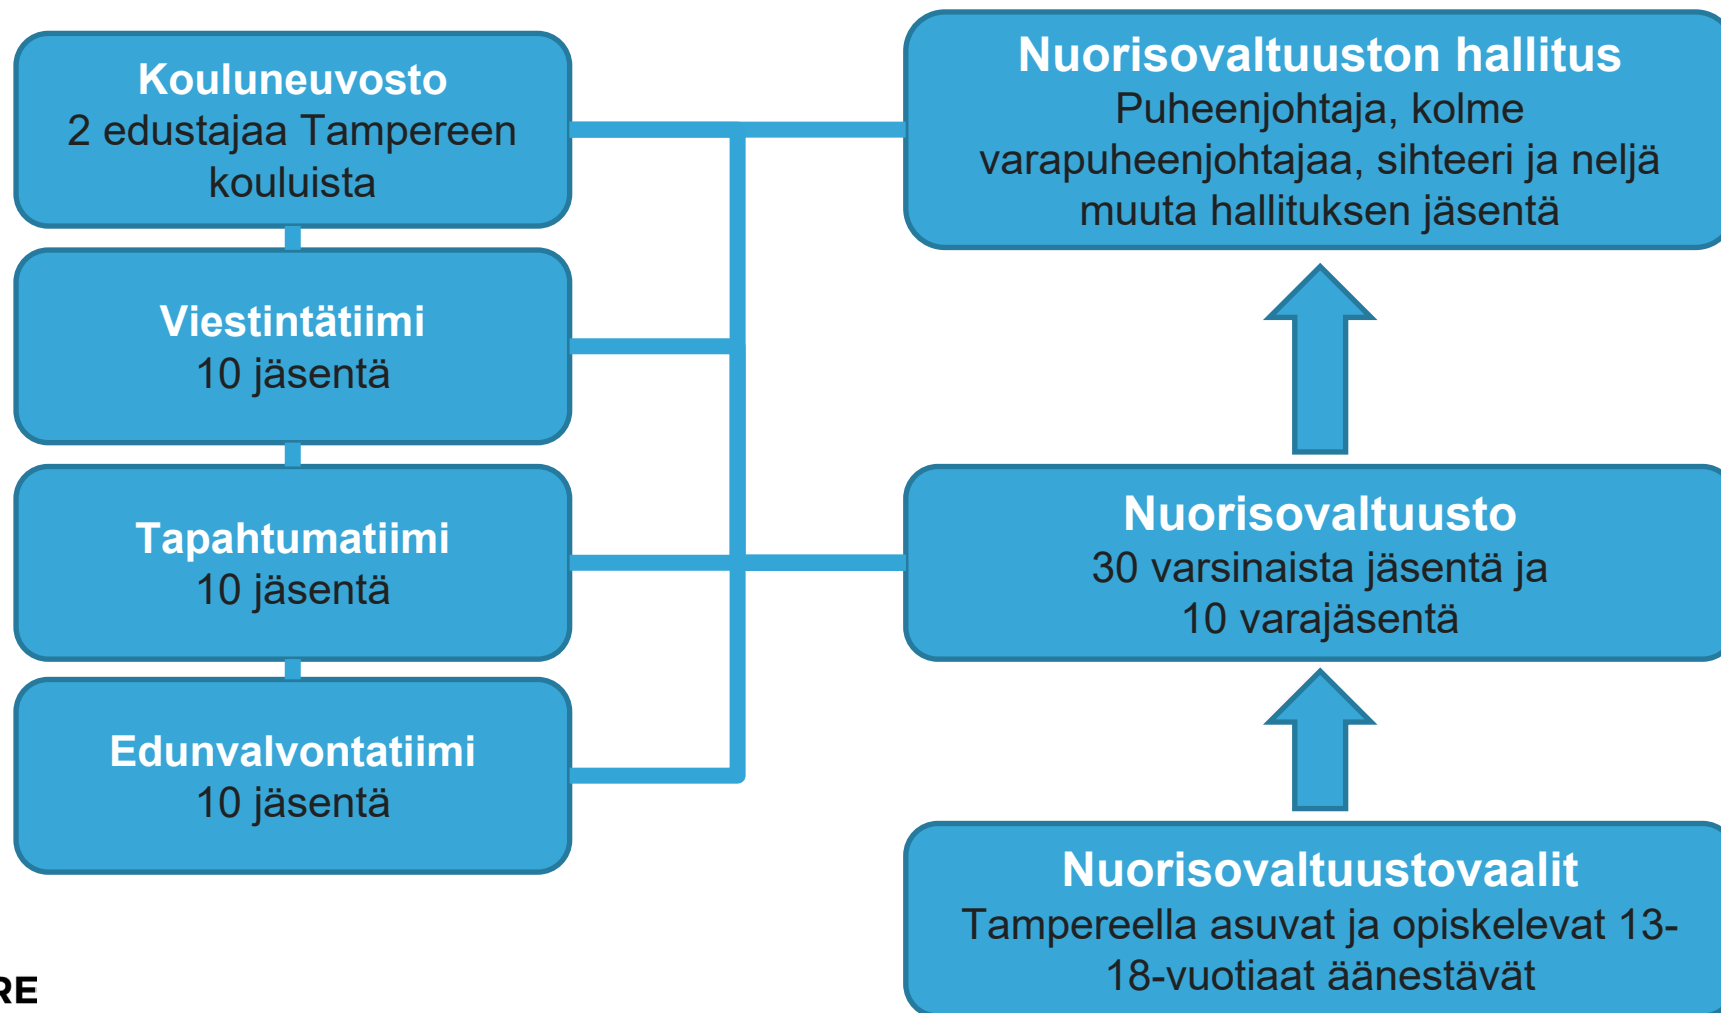 Kouluneuvosto
2 edustajaa Tampereen
kouluista
Viestintätiimi
10 jäsentä
Tapahtumatiimi
10 jäsentä
Edunvalvontatiimi
10 jäsentä
Nuorisovaltuuston hallitus
Puheenjohtaja, kolme
varapuheenjohtajaa, sihteeri ja neljä
muuta hallituksen jäsentä
Nuorisovaltuusto
30 varsinaista jäsentä ja
10 varajäsentä
Nuorisovaltuustovaalit
Tampereella asuvat ja opiskelevat 13-
18-vuotiaat äänestävät
RE